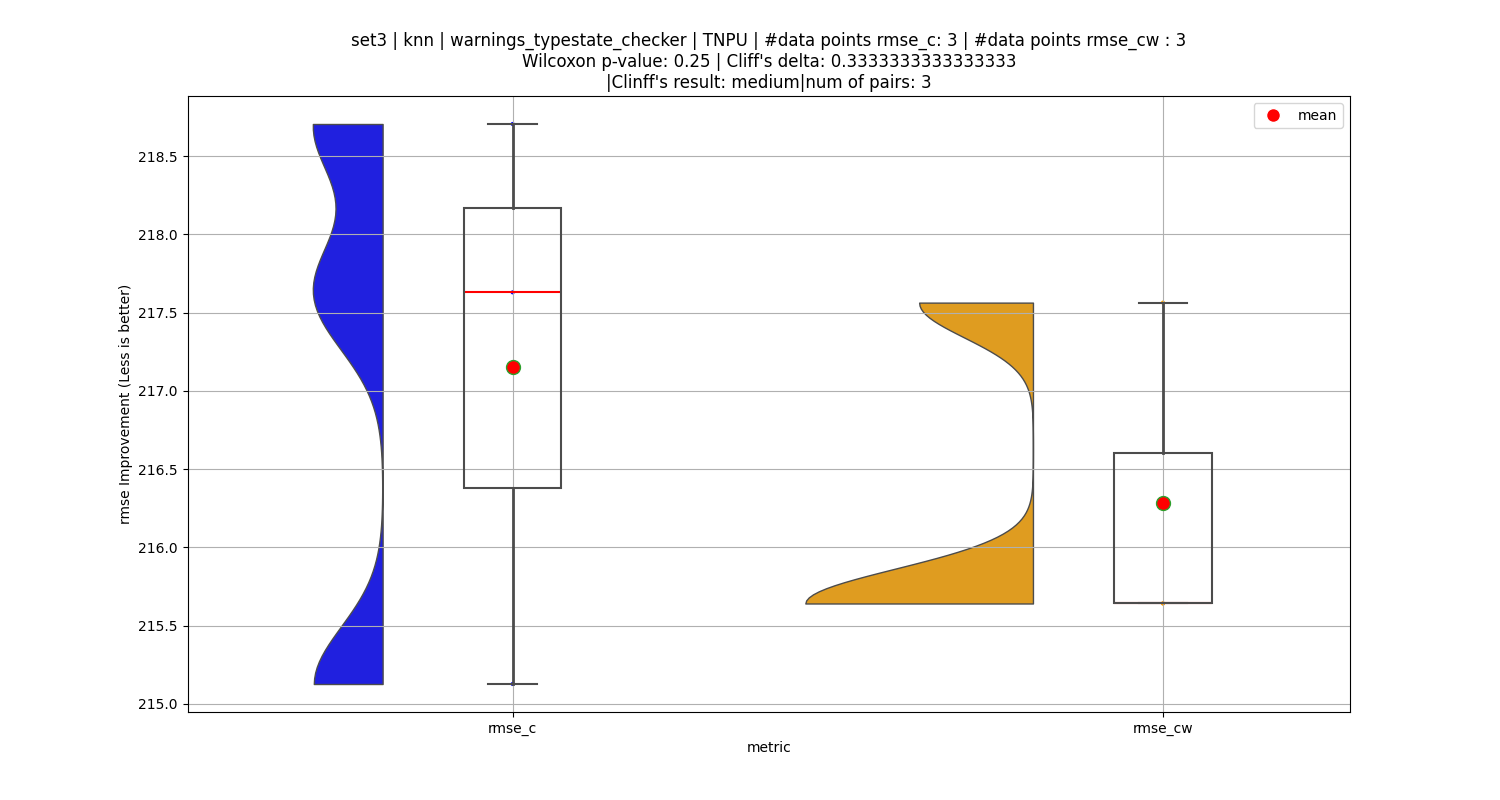 set3 | knn | warnings_typestate_checker | TNPU | #data points rmse_c: 3 | #data points rmse_cw : 3
Wilcoxon p-value: 0.25 | Cliff's delta: 0.3333333333333333
|Clinff's result: medium|num of pairs: 3
mean
218.5
218.0
217.5
217.0
216.5
216.0
215.5
215.0
rmse Improvement (Less is better)
rmse_c
rmse_cw
metric